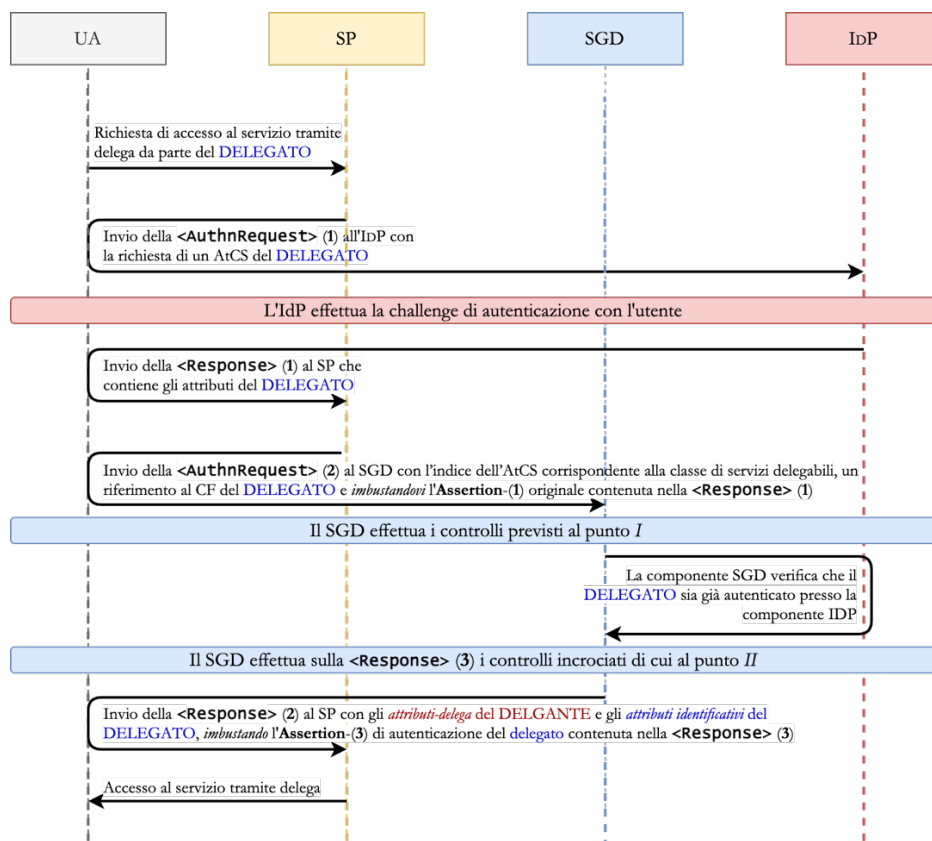 UA
SP
SGD
IDP
Richiesta di accesso al servizio tramite
delega da parte del DELEGATO
Invio della <AuthnRequest> (1) all'IDP con
la richiesta di un AtCS del DELEGATO
L'IdP effettua la challenge di autenticazione con l'utente
Invio della <Response> (1) al SP che
contiene gli attributi del DELEGATO
Invio della <AuthnRequest> (2) al SGD con l'indice dell'AtCS corrispondente alla classe di servizi delegabili, un
riferimento al CF del DELEGATO e imbustandovi l'Assertion-(1) originale contenuta nella <Response> (1)
Il SGD effettua i controlli previsti al punto I
La componente SGD verifica che il
DELEGATO sia già autenticato presso la
componente IDP
Il SGD effettua sulla <Response> (3) i controlli incrociati di cui al punto II
Invio della <Response> (2) al SP con gli attributi-delega del DELGANTE e gli attributi identificativi del
DELEGATO, imbustando l'Assertion-(3) di autenticazione del delegato contenuta nella <Response> (3)
Accesso al servizio tramite delega